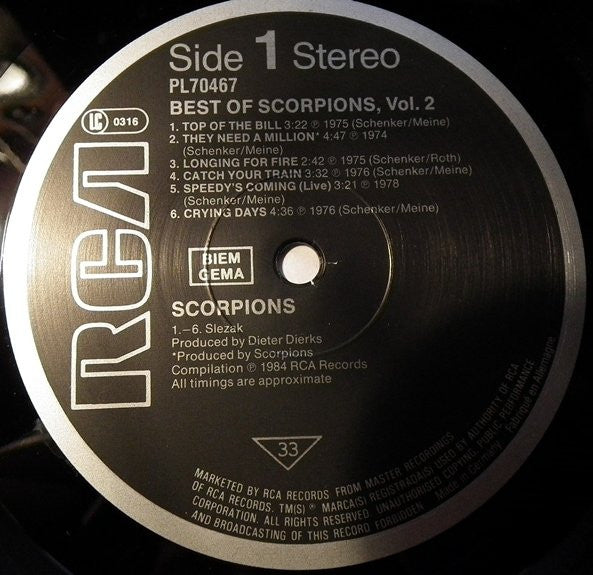 Side 1 Stereo
PL70467
BEST OF SCORPIONS, Vol. 2
1. TOP OF THE BILL 3:22 ℗ 1975 (Schenker/Meine)
2. THEY NEED A MILLION* 4:47 ℗ 1974
(Schenker/Meine)
3. LONGING FOR FIRE 2:42 ℗ 1975 (Schenker/Roth)
4. CATCH YOUR TRAIN 3:32 ℗ 1976 (Schenker/Meine)
5. SPEEDY'S COMING (Live) 3:21 ℗ 1978
(Schenker/Meine)
6. CRYING DAYS 4:36 ℗ 1976 (Schenker/Meine)
LC 0316
RCA
BIEM
GEMA
SCORPIONS
1.–6. Slezak
Produced by Dieter Dierks
*Produced by Scorpions
Compilation ℗ 1984 RCA Records
All timings are approximate
33
MARKETED BY RCA RECORDS FROM MASTER RECORDINGS
OF RCA RECORDS. TM(S) ® MARCA(S) REGISTRADA(S) USED BY AUTHORITY OF RCA
CORPORATION. ALL RIGHTS RESERVED. UNAUTHORISED COPYING, PUBLIC PERFORMANCE
AND BROADCASTING OF THIS RECORD FORBIDDEN
Made in Germany
Fabriqué en Allemagne